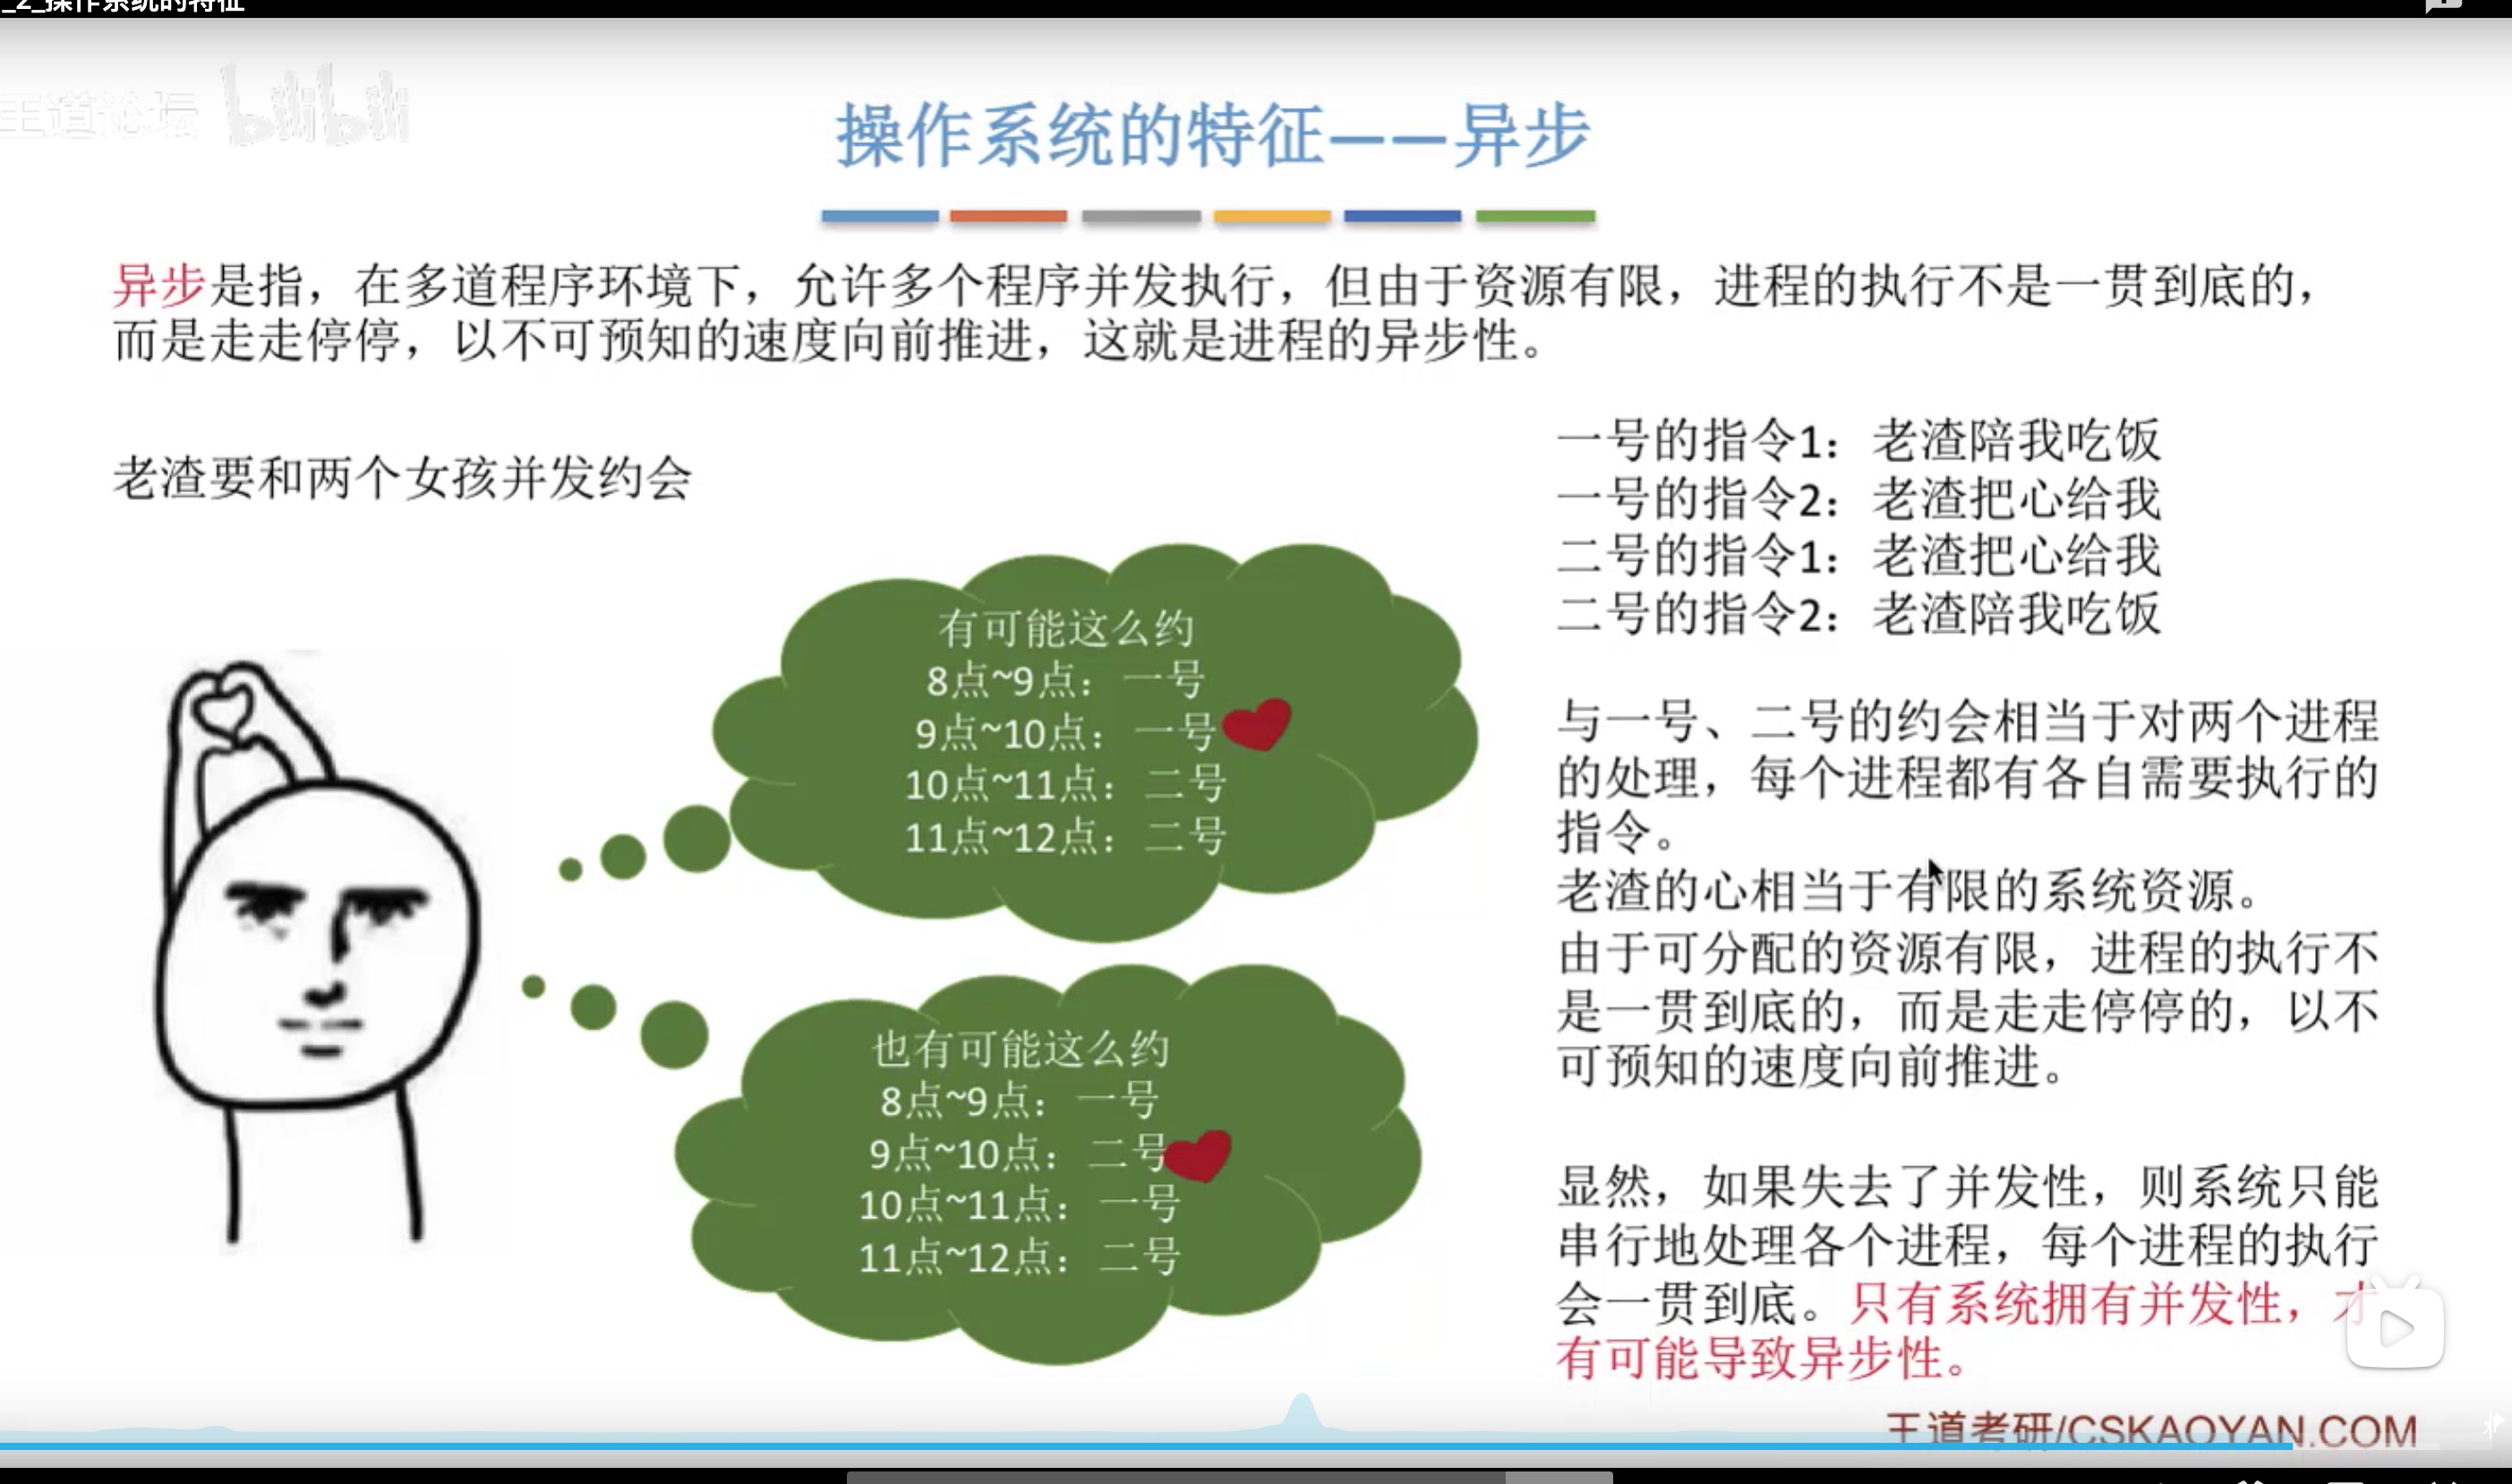 _2_操作系统的特征
王道论坛 bilibili
操作系统的特征——异步
异步是指，在多道程序环境下，允许多个程序并发执行，但由于资源有限，进程的执行不是一贯到底的，
而是走走停停，以不可预知的速度向前推进，这就是进程的异步性。
老渣要和两个女孩并发约会
有可能这么约
8点~9点： 一号
9点~10点： 一号
10点~11点： 二号
11点~12点： 二号
也有可能这么约
8点~9点： 一号
9点~10点： 二号
10点~11点： 一号
11点~12点： 二号
一号的指令1：老渣陪我吃饭
一号的指令2：老渣把心给我
二号的指令1：老渣把心给我
二号的指令2：老渣陪我吃饭
与一号、二号的约会相当于对两个进程
的处理，每个进程都有各自需要执行的
指令。
老渣的心相当于有限的系统资源。
由于可分配的资源有限，进程的执行不
是一贯到底的，而是走走停停的，以不
可预知的速度向前推进。
显然，如果失去了并发性，则系统只能
串行地处理各个进程，每个进程的执行
会一贯到底。只有系统拥有并发性，才
有可能导致异步性。
王道考研/CSKAOYAN.COM